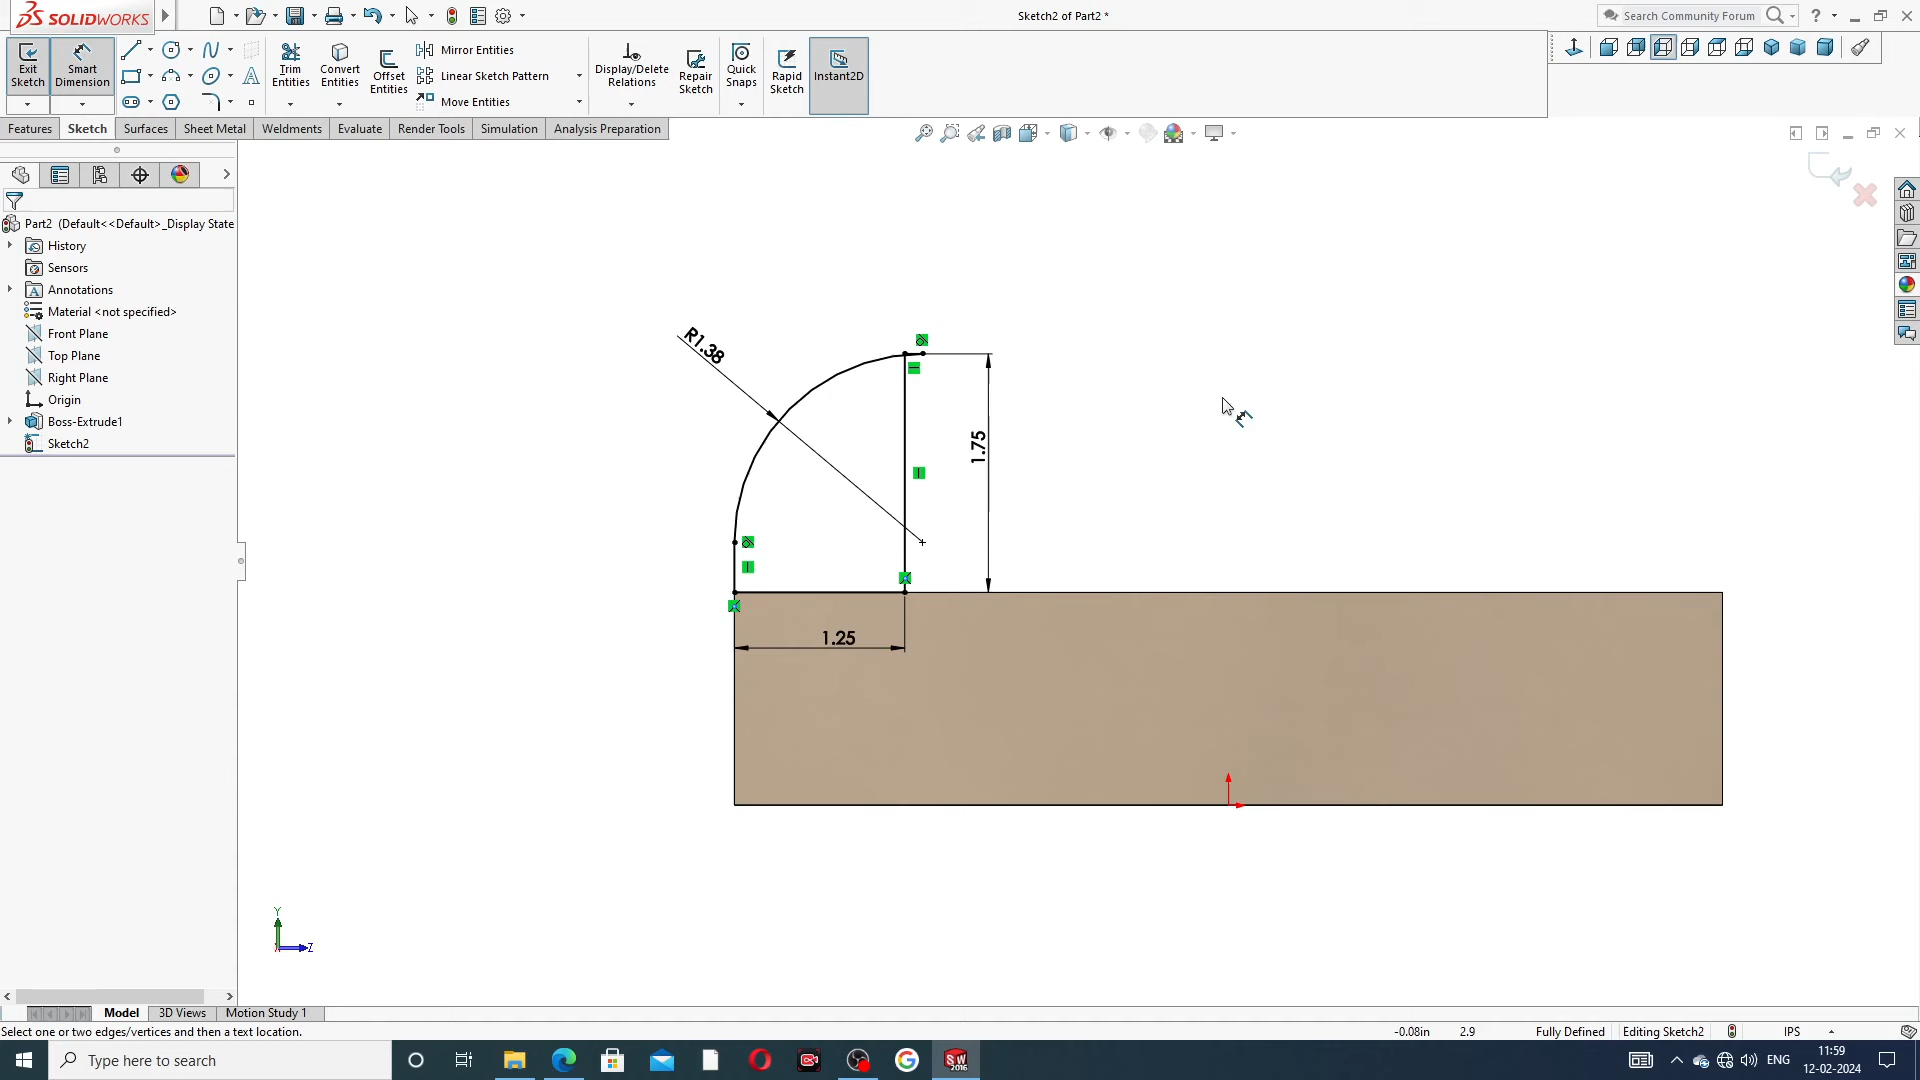 SOLIDWORKS
Sketch2 of Part2 *
Search Community Forum
?
Exit Sketch
Smart Dimension
Trim Entities
Convert Entities
Offset Entities
Mirror Entities
Linear Sketch Pattern
Move Entities
Display/Delete Relations
Repair Sketch
Quick Snaps
Rapid Sketch
Instant2D
Features
Sketch
Surfaces
Sheet Metal
Weldments
Evaluate
Render Tools
Simulation
Analysis Preparation
Part2 (Default<<Default>_Display State
History
Sensors
Annotations
Material <not specified>
Front Plane
Top Plane
Right Plane
Origin
Boss-Extrude1
Sketch2
R1.38
1.75
1.25
Y
Z
Model
3D Views
Motion Study 1
Select one or two edges/vertices and then a text location.
-0.08in
2.9
Fully Defined
Editing Sketch2
IPS
Type here to search
SW
2016
ENG
11:59
12-02-2024